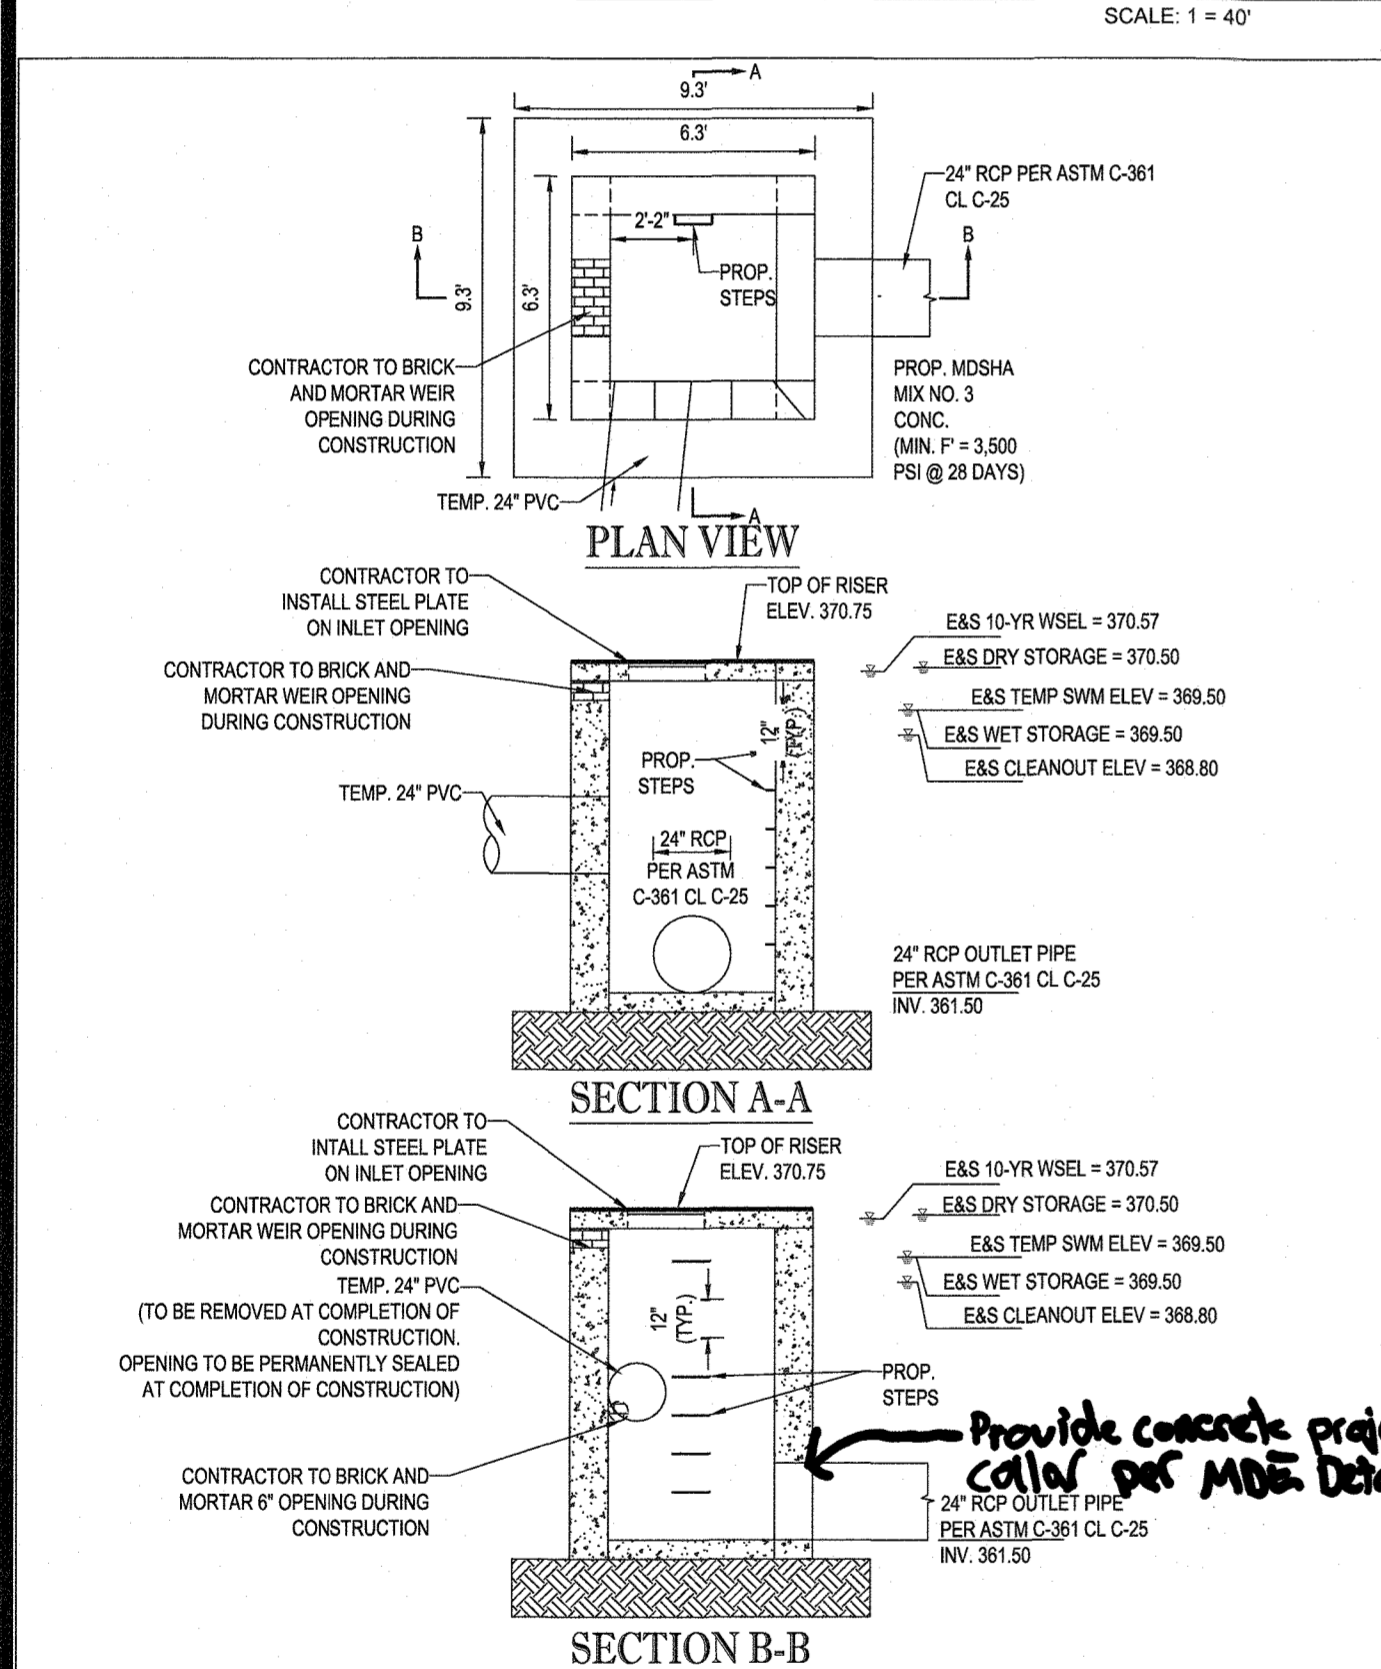 SCALE: 1 = 40'
A
9.3'
6.3'
24" RCP PER ASTM C-361
CL C-25
2'-2"
B
B
PROP.
STEPS
9.3'
6.3'
CONTRACTOR TO BRICK
AND MORTAR WEIR
OPENING DURING
CONSTRUCTION
PROP. MDSHA
MIX NO. 3
CONC.
(MIN. F' = 3,500
PSI @ 28 DAYS)
TEMP. 24" PVC
A
PLAN VIEW
CONTRACTOR TO
INSTALL STEEL PLATE
ON INLET OPENING
TOP OF RISER
ELEV. 370.75
E&S 10-YR WSEL = 370.57
E&S DRY STORAGE = 370.50
CONTRACTOR TO BRICK AND
MORTAR WEIR OPENING
DURING CONSTRUCTION
E&S TEMP SWM ELEV = 369.50
E&S WET STORAGE = 369.50
E&S CLEANOUT ELEV = 368.80
12"
(TYP.)
PROP.
STEPS
TEMP. 24" PVC
24" RCP
PER ASTM
C-361 CL C-25
24" RCP OUTLET PIPE
PER ASTM C-361 CL C-25
INV. 361.50
SECTION A-A
CONTRACTOR TO
INTALL STEEL PLATE
ON INLET OPENING
TOP OF RISER
ELEV. 370.75
E&S 10-YR WSEL = 370.57
E&S DRY STORAGE = 370.50
CONTRACTOR TO BRICK AND
MORTAR WEIR OPENING DURING
CONSTRUCTION
E&S TEMP SWM ELEV = 369.50
E&S WET STORAGE = 369.50
E&S CLEANOUT ELEV = 368.80
TEMP. 24" PVC
(TO BE REMOVED AT COMPLETION OF
CONSTRUCTION.
OPENING TO BE PERMANENTLY SEALED
AT COMPLETION OF CONSTRUCTION)
12"
(TYP.)
PROP.
STEPS
Provide concrete proj
collar per MDE Det
CONTRACTOR TO BRICK AND
MORTAR 6" OPENING DURING
CONSTRUCTION
24" RCP OUTLET PIPE
PER ASTM C-361 CL C-25
INV. 361.50
SECTION B-B